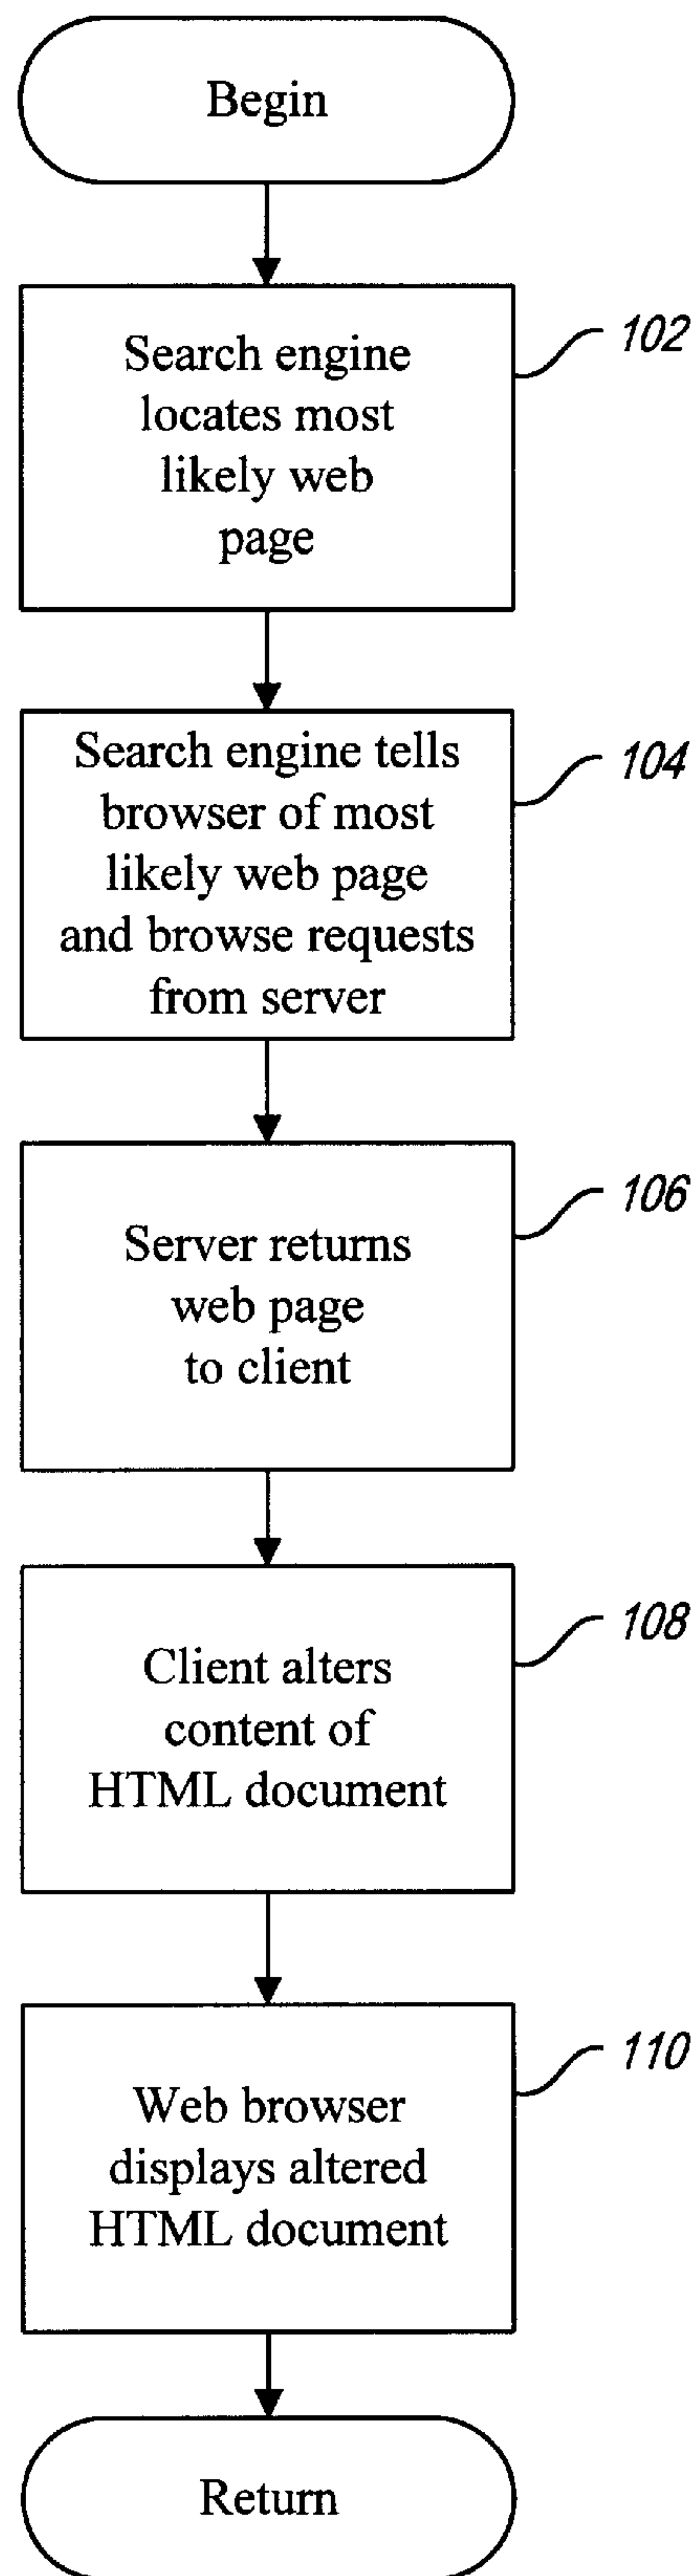 Begin
Search engine
locates most
likely web
page
102
Search engine tells
browser of most
likely web page
and browse requests
from server
104
Server returns
web page
to client
106
Client alters
content of
HTML document
108
Web browser
displays altered
HTML document
110
Return